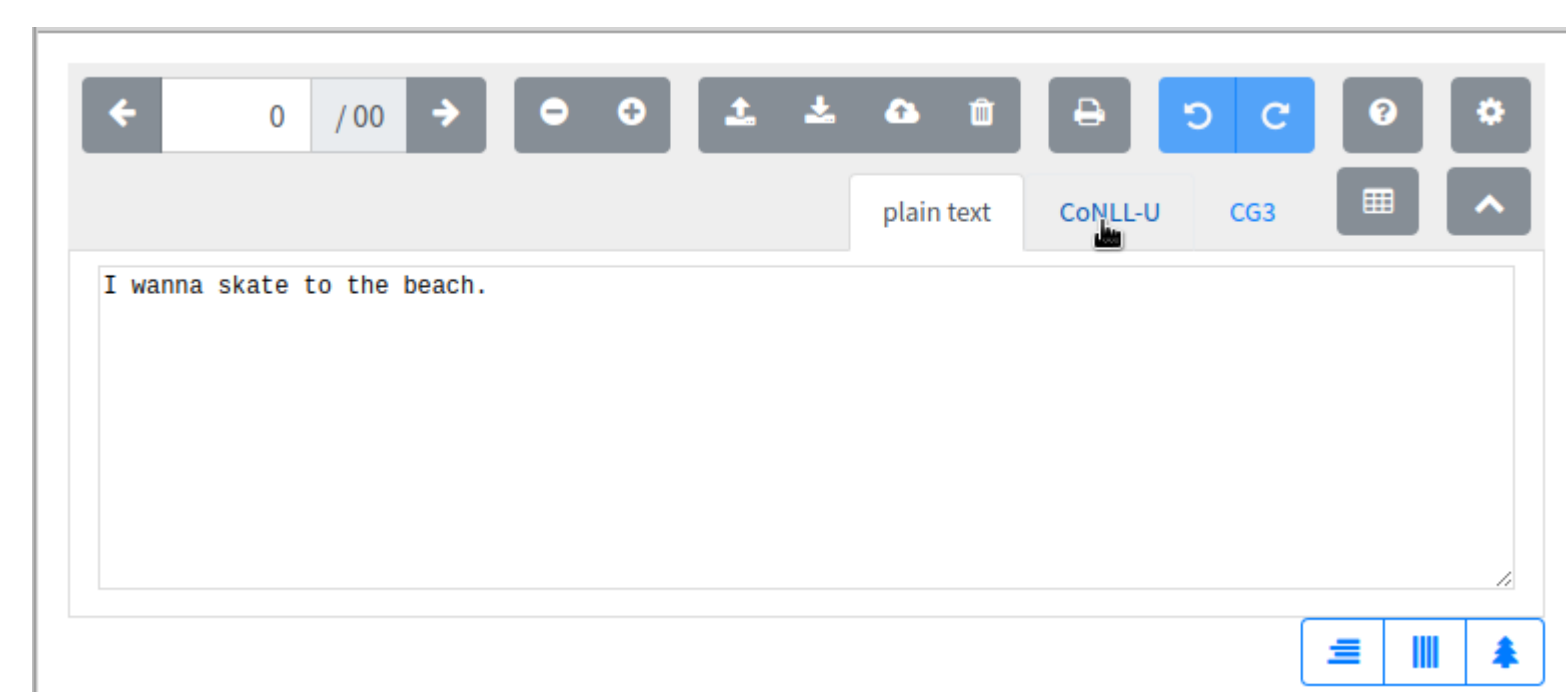 0 / 00
plain text CoNLL-U CG3
I wanna skate to the beach.